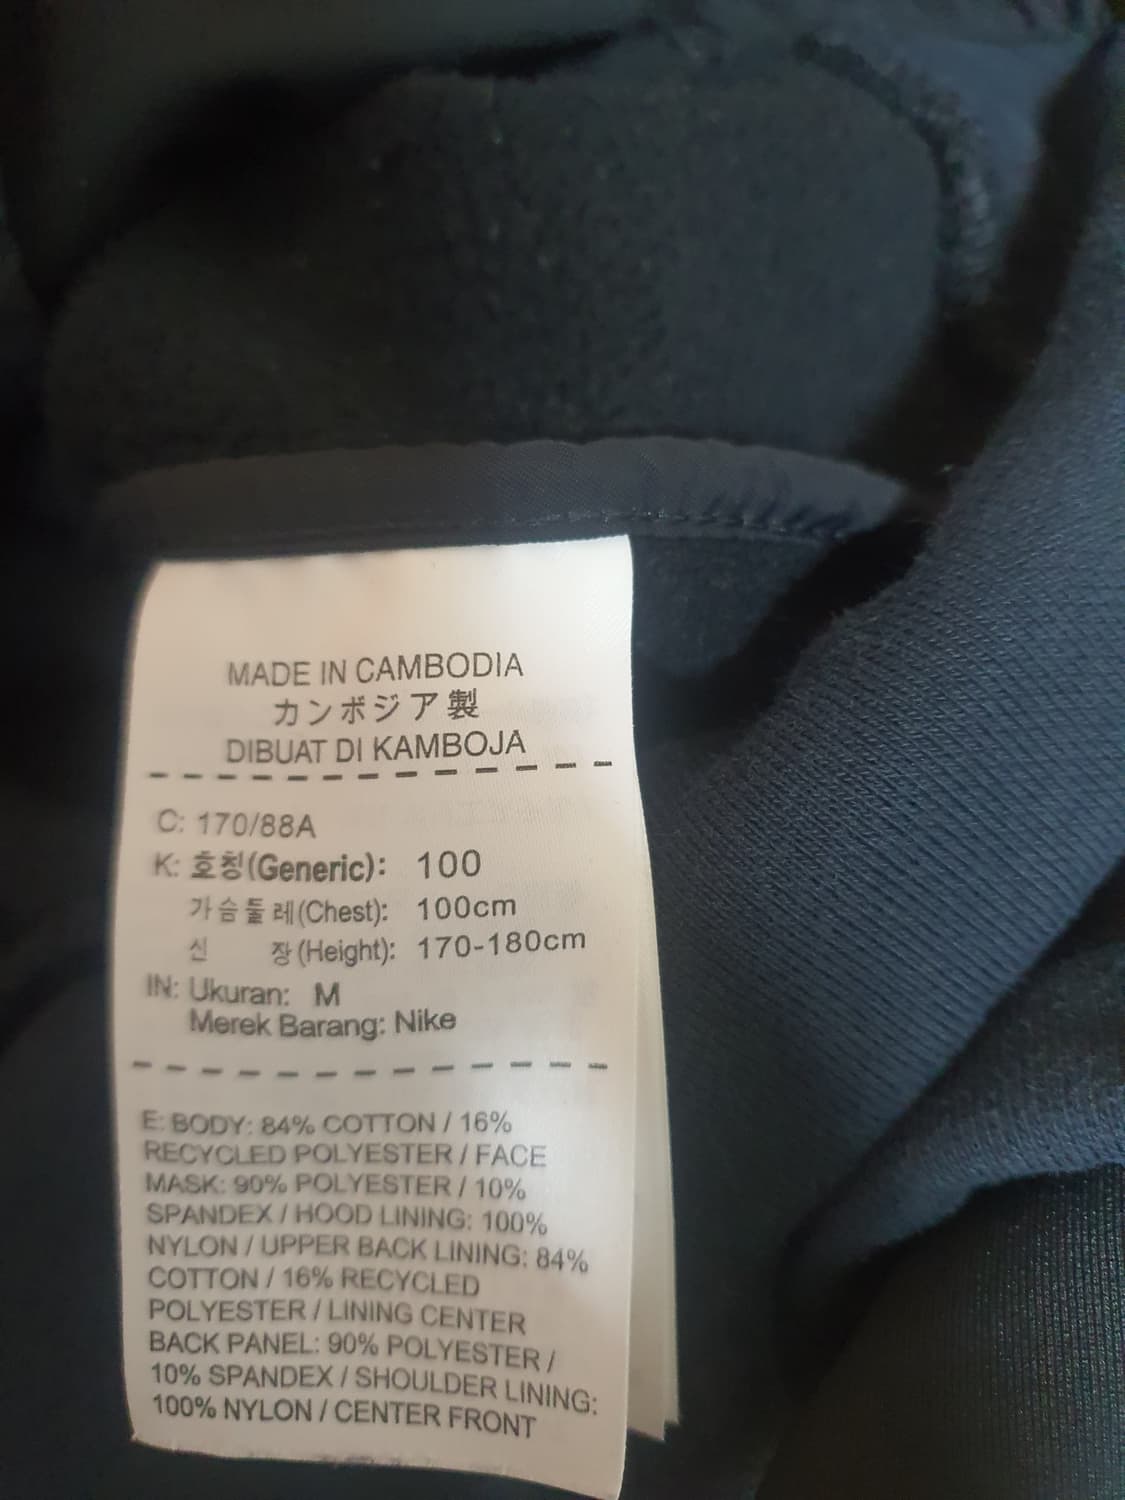 MADE IN CAMBODIA
カンボジア製
DIBUAT DI KAMBOJA
C: 170/88A
K: 호칭(Generic): 100
가슴둘레(Chest): 100cm
신 장(Height): 170-180cm
IN: Ukuran: M
Merek Barang: Nike
E: BODY: 84% COTTON / 16%
RECYCLED POLYESTER / FACE
MASK: 90% POLYESTER / 10%
SPANDEX / HOOD LINING: 100%
NYLON / UPPER BACK LINING: 84%
COTTON / 16% RECYCLED
POLYESTER / LINING CENTER
BACK PANEL: 90% POLYESTER /
10% SPANDEX / SHOULDER LINING:
100% NYLON / CENTER FRONT